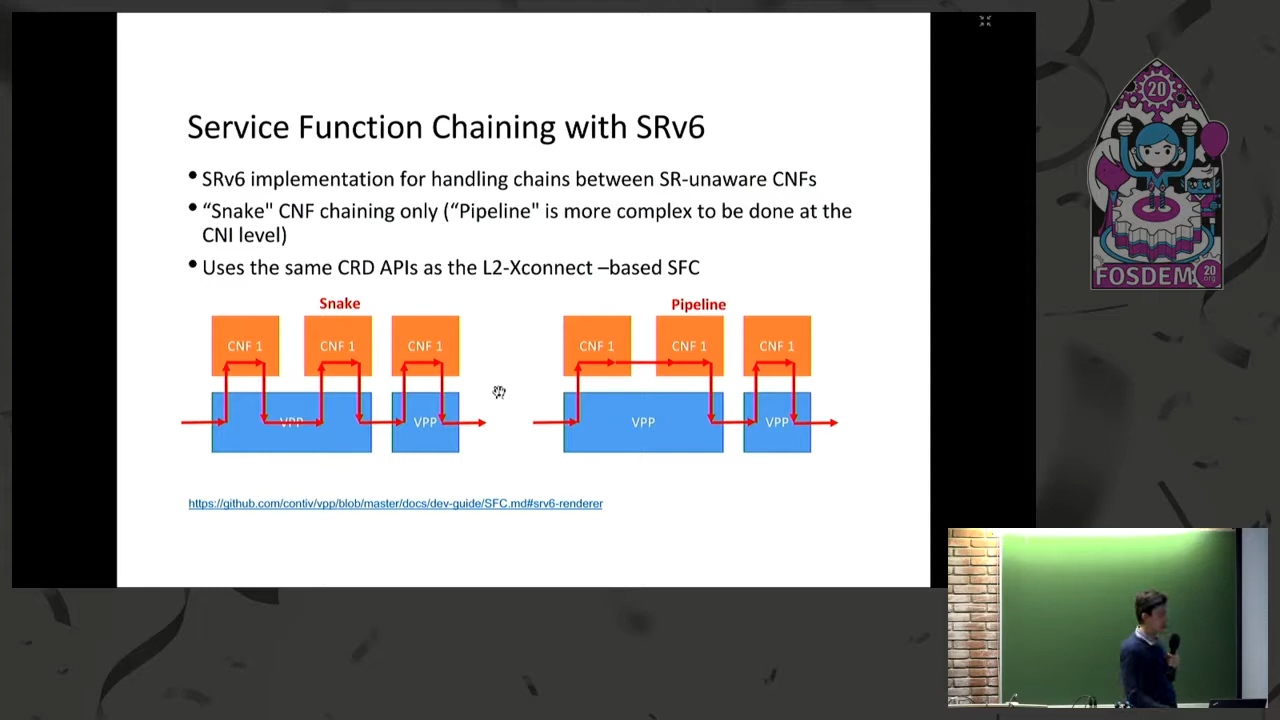 Service Function Chaining with SRv6
• SRv6 implementation for handling chains between SR-unaware CNFs
• “Snake" CNF chaining only (“Pipeline" is more complex to be done at the
CNI level)
• Uses the same CRD APIs as the L2-Xconnect –based SFC
Snake
Pipeline
CNF 1
CNF 1
CNF 1
CNF 1
CNF 1
CNF 1
VPP
VPP
VPP
VPP
https://github.com/contiv/vpp/blob/master/docs/dev-guide/SFC.md#srv6-renderer
20
FOSDEM
20
.org